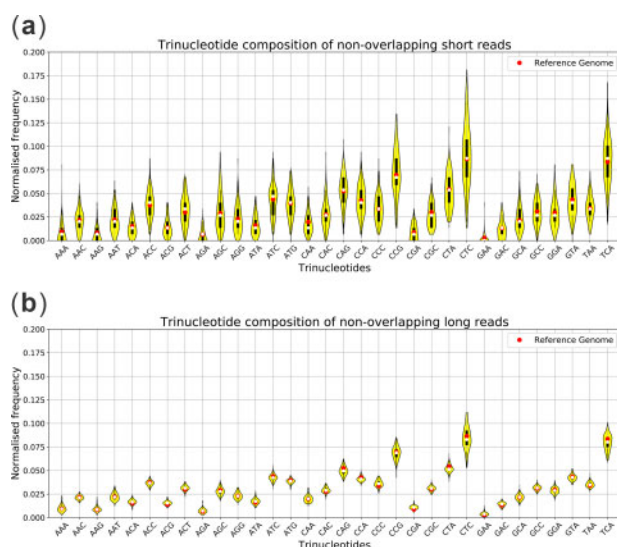 (a)
Trinucleotide composition of non-overlapping short reads
0.200
0.175
0.150
0.125
0.100
0.075
0.050
0.025
0.000
Normalised frequency
Reference Genome
AAA AAC AAG AAT ACA ACC ACG ACT AGA AGC AGG ATA ATC ATG CAA CAC CAG CCA CCC CCG CGA CGC CTA CTC GAA GAC GCA GCC GGA GTA TAA TCA
Trinucleotides
(b)
Trinucleotide composition of non-overlapping long reads
0.200
0.175
0.150
0.125
0.100
0.075
0.050
0.025
0.000
Normalised frequency
Reference Genome
AAA AAC AAG AAT ACA ACC ACG ACT AGA AGC AGG ATA ATC ATG CAA CAC CAG CCA CCC CCG CGA CGC CTA CTC GAA GAC GCA GCC GGA GTA TAA TCA
Trinucleotides